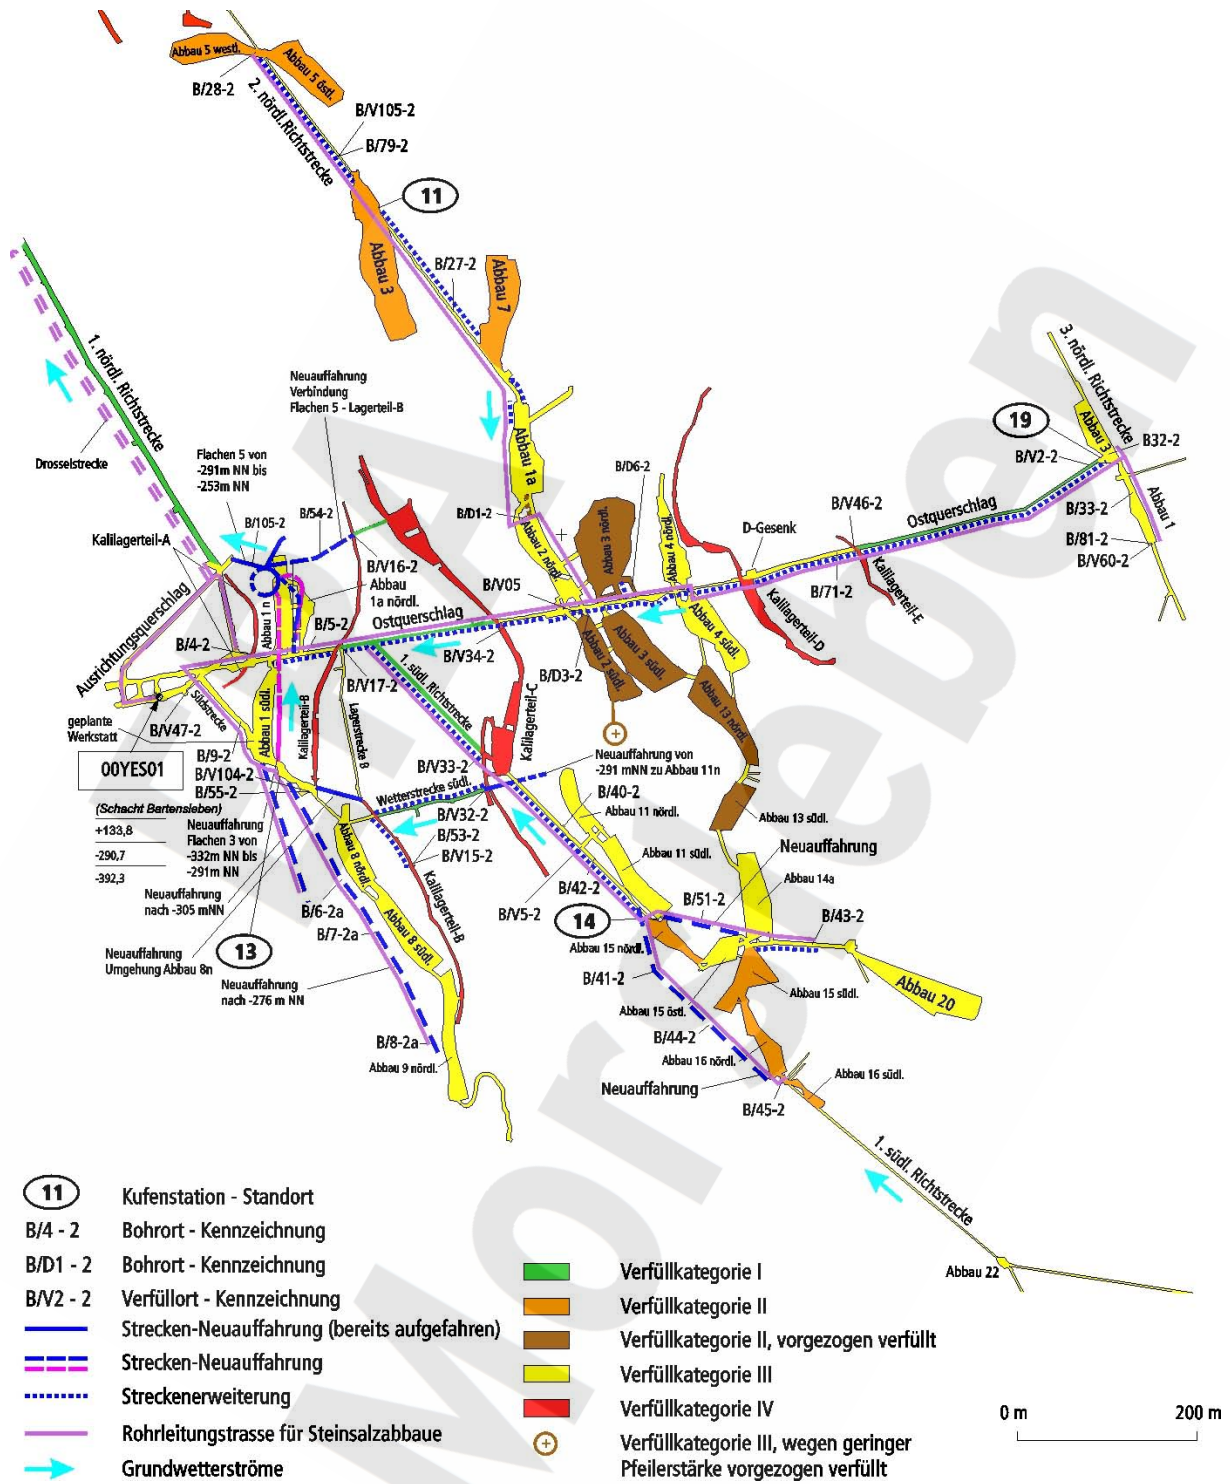 Abbau 5 westl.
Abbau 5 östl.
B/28-2
2. nördl.Richtstrecke
B/V105-2
B/79-2
11
Abbau 3
B/27-2
Abbau 7
1. nördl. Richtstrecke
Drosselstrecke
Neuauffahrung
Verbindung
Flachen 5 - Lagerteil-B
Flachen 5 von
-291m NN bis
-253m NN
Abbau 1a
3. nördl. Richtstrecke
19
Abbau 3
B32-2
B/V2-2
B/D6-2
B/V46-2
Ostquerschlag
Abbau 1
B/33-2
B/81-2
B/V60-2
B/105-2
B/54-2
B/D1-2
D-Gesenk
Kalilagerteil-A
B/V16-2
Abbau 2 nördl.
Abbau 3 nördl.
Abbau 4 nördl.
Abbau
1a nördl.
B/V05
B/71-2
Kalilagerteil-E
Ausrichtungsquerschlag
B/4-2
Abbau 1 n
B/5-2
Ostquerschlag
B/V34-2
B/D3-2
Abbau 2 südl.
Abbau 3 südl.
Abbau 4 südl.
Kalilagerteil-D
Südstrecke
B/V17-2
1.südl. Richtstrecke
Kalilagerteil-C
Abbau 13 nördl.
geplante
Werkstatt
B/V47-2
Abbau 1 südl.
Kalilagerteil-B
Lagerstrecke B
B/9-2
00YES01
B/V104-2
B/55-2
B/V33-2
Neuauffahrung von
-291 mNN zu Abbau 11n
Wetterstrecke südl.
B/40-2
Abbau 11 nördl.
Abbau 13 südl.
(Schacht Bartensleben)
+133,8
-290,7
-392,3
Neuauffahrung
Flachen 3 von
-332m NN bis
-291m NN
B/V32-2
B/53-2
B/V15-2
Abbau 11 südl.
Neuauffahrung
Abbau 14a
Neuauffahrung
nach -305 mNN
Abbau 8 nördl.
B/42-2
B/51-2
B/6-2a
B/V5-2
14
B/43-2
B/7-2a
Kalilagerteil-B
Neuauffahrung
Umgehung Abbau 8n
13
Abbau 8 südl.
Abbau 15 nördl.
B/41-2
Neuauffahrung
nach -276 m NN
Abbau 15 südl.
Abbau 20
Abbau 15 östl.
B/44-2
B/8-2a
Abbau 9 nördl.
Abbau 16 nördl.
Abbau 16 südl.
Neuauffahrung
B/45-2
1. südl. Richtstrecke
Abbau 22
11 Kufenstation - Standort
B/4 - 2 Bohrort - Kennzeichnung
B/D1 - 2 Bohrort - Kennzeichnung
B/V2 - 2 Verfüllort - Kennzeichnung
Strecken-Neuauffahrung (bereits aufgefahren)
Strecken-Neuauffahrung
Streckenerweiterung
Rohrleitungstrasse für Steinsalzabbaue
Grundwetterströme
Verfüllkategorie I
Verfüllkategorie II
Verfüllkategorie II, vorgezogen verfüllt
Verfüllkategorie III
Verfüllkategorie IV
Verfüllkategorie III, wegen geringer
Pfeilerstärke vorgezogen verfüllt
0 m 200 m
ERA Morsleben